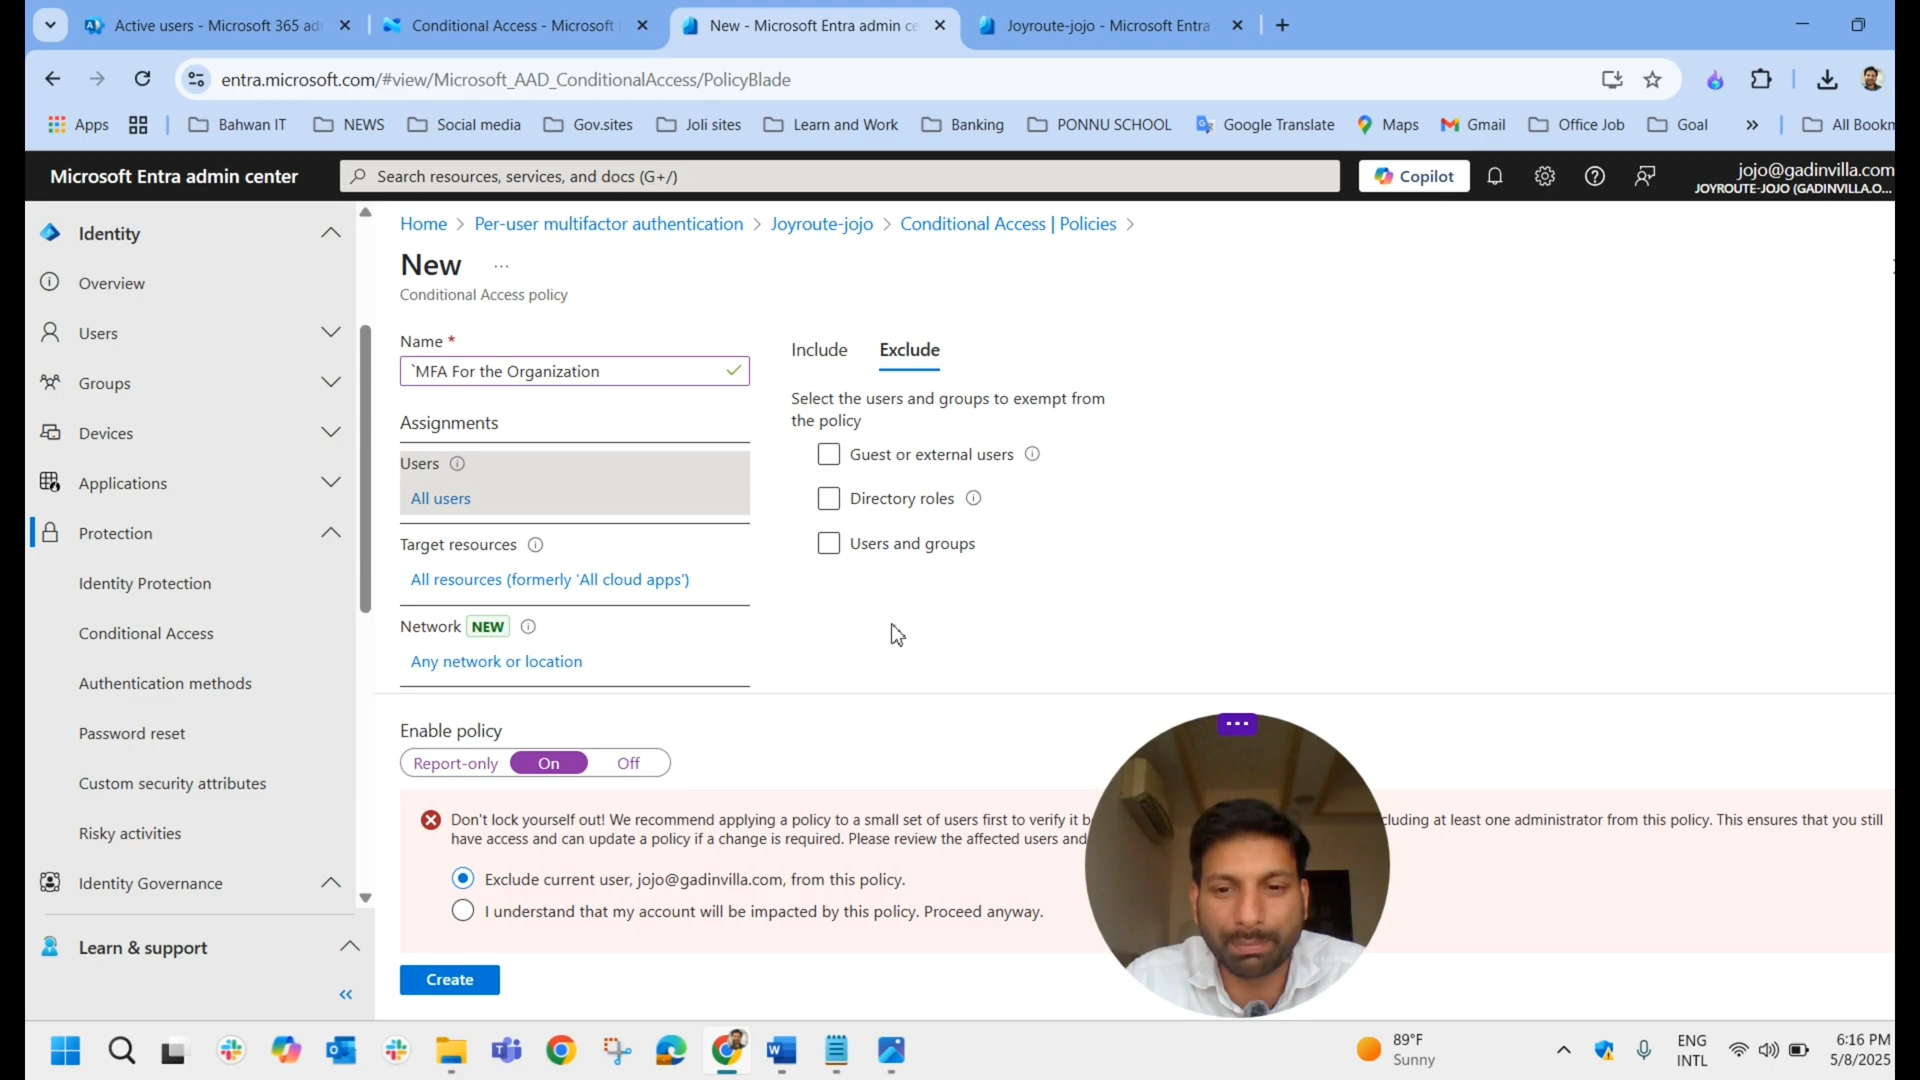 Active users - Microsoft 365 ad
Conditional Access - Microsoft
New - Microsoft Entra admin ce
Joyroute-jojo - Microsoft Entra
entra.microsoft.com/#view/Microsoft_AAD_ConditionalAccess/PolicyBlade
Apps
Bahwan IT
NEWS
Social media
Gov.sites
Joli sites
Learn and Work
Banking
PONNU SCHOOL
Google Translate
Maps
Gmail
Office Job
Goal
»
All Bookm
Microsoft Entra admin center
Search resources, services, and docs (G+/)
Copilot
jojo@gadinvilla.com
JOYROUTE-JOJO (GADINVILLA.O...
Identity
Overview
Users
Groups
Devices
Applications
Protection
Identity Protection
Conditional Access
Authentication methods
Password reset
Custom security attributes
Risky activities
Identity Governance
Learn & support
«
Home > Per-user multifactor authentication > Joyroute-jojo > Conditional Access | Policies >
New ...
Conditional Access policy
Name *
`MFA For the Organization
Assignments
Users
All users
Target resources
All resources (formerly 'All cloud apps')
Network NEW
Any network or location
Include
Exclude
Select the users and groups to exempt from
the policy
Guest or external users
Directory roles
Users and groups
Enable policy
Report-only
On
Off
Don't lock yourself out! We recommend applying a policy to a small set of users first to verify it b cluding at least one administrator from this policy. This ensures that you still
have access and can update a policy if a change is required. Please review the affected users and
Exclude current user, jojo@gadinvilla.com, from this policy.
I understand that my account will be impacted by this policy. Proceed anyway.
Create
89°F
Sunny
ENG
INTL
6:16 PM
5/8/2025